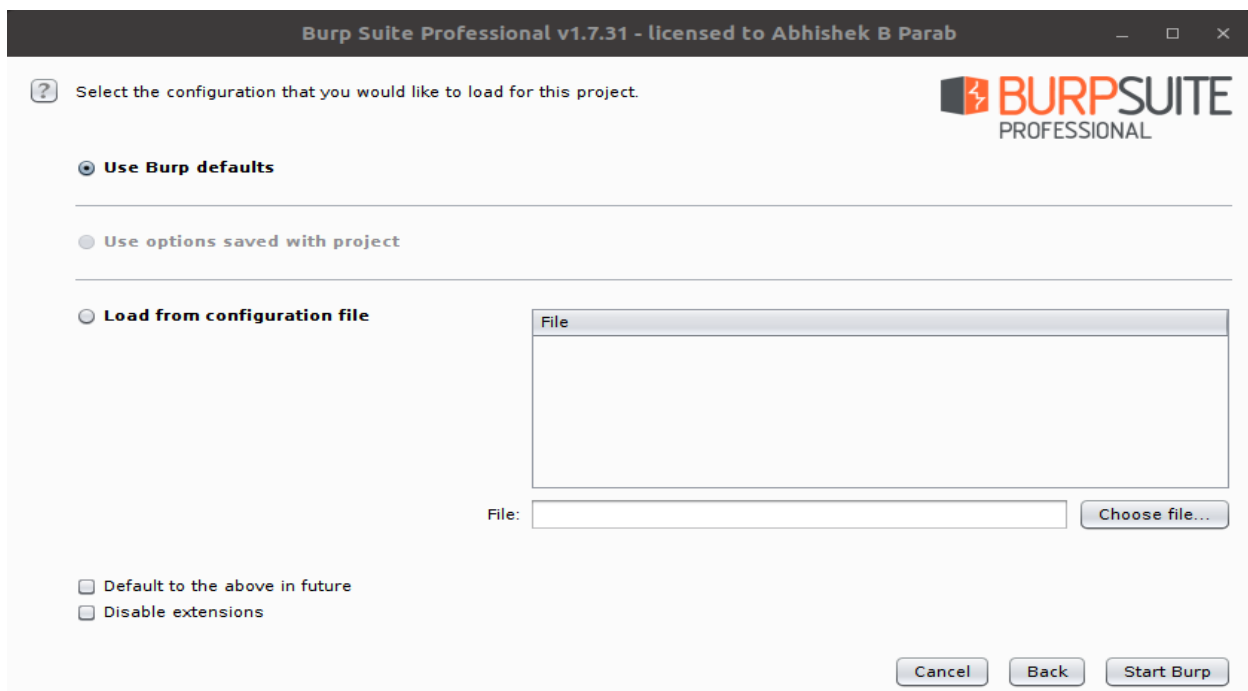 Burp Suite Professional v1.7.31 - licensed to Abhishek B Parab
? Select the configuration that you would like to load for this project.
BURPSUITE
PROFESSIONAL
Use Burp defaults
Use options saved with project
Load from configuration file
File
File:
Choose file...
Default to the above in future
Disable extensions
Cancel Back Start Burp